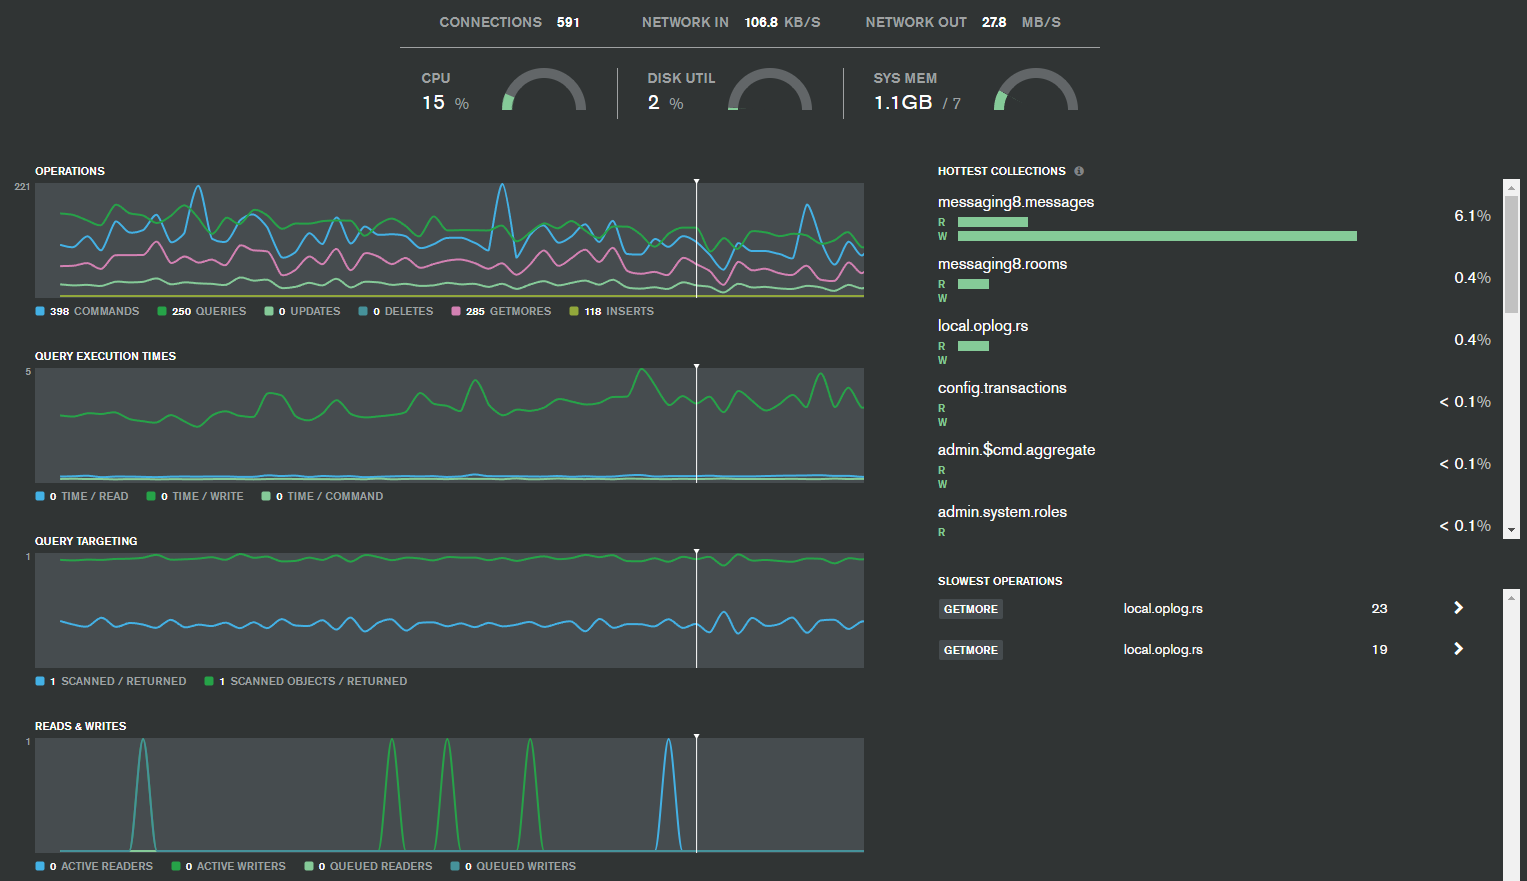 CONNECTIONS 591 NETWORK IN 106.8 KB/S NETWORK OUT 27.8 MB/S
CPU
15 %
DISK UTIL
2 %
SYS MEM
1.1GB / 7
OPERATIONS
221
398 COMMANDS 250 QUERIES 0 UPDATES 0 DELETES 285 GETMORES 118 INSERTS
QUERY EXECUTION TIMES
5
0 TIME / READ 0 TIME / WRITE 0 TIME / COMMAND
QUERY TARGETING
1
1 SCANNED / RETURNED 1 SCANNED OBJECTS / RETURNED
READS & WRITES
1
0 ACTIVE READERS 0 ACTIVE WRITERS 0 QUEUED READERS 0 QUEUED WRITERS
HOTTEST COLLECTIONS
messaging8.messages
6.1%
R
W
messaging8.rooms
0.4%
R
W
local.oplog.rs
0.4%
R
W
config.transactions
< 0.1%
R
W
admin.$cmd.aggregate
< 0.1%
R
W
admin.system.roles
< 0.1%
R
SLOWEST OPERATIONS
GETMORE local.oplog.rs 23
GETMORE local.oplog.rs 19